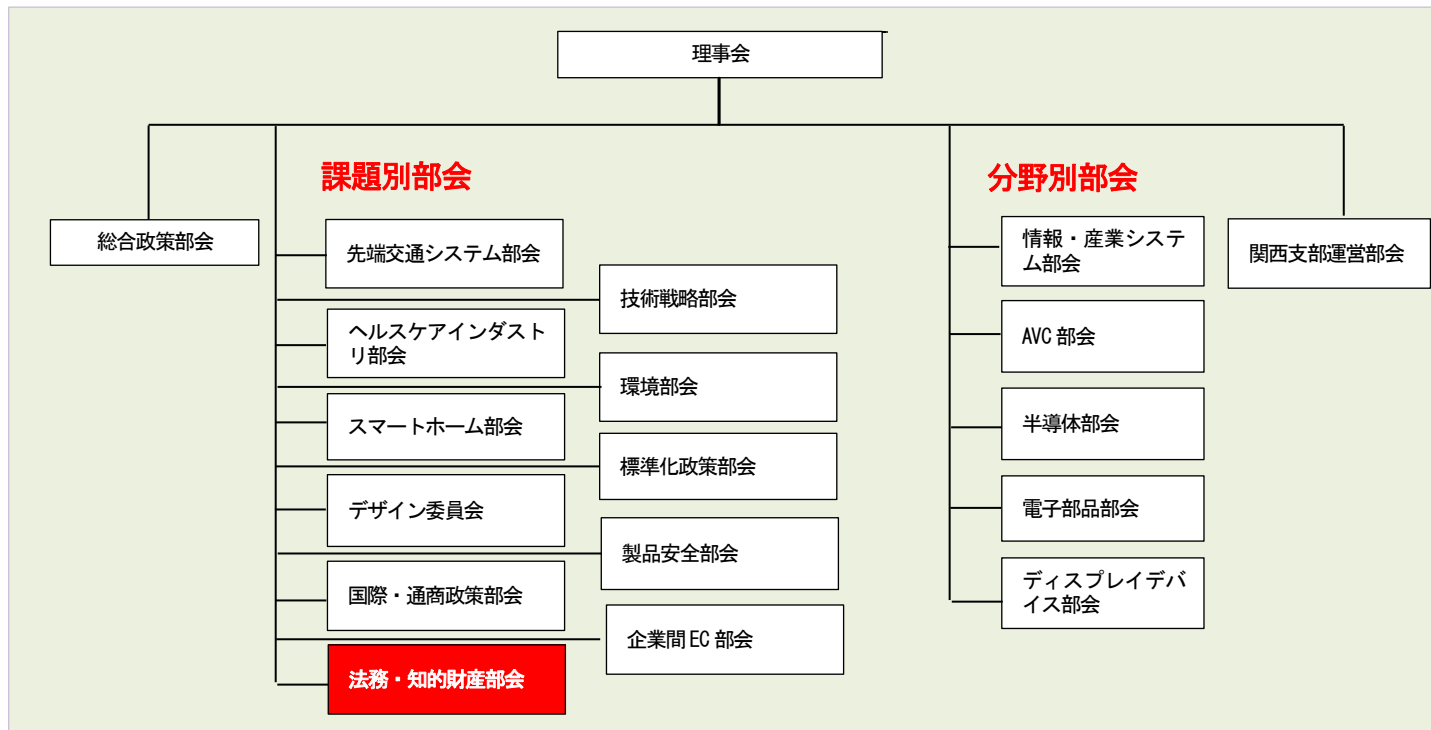 理事会
課題別部会
分野別部会
総合政策部会
先端交通システム部会
技術戦略部会
ヘルスケアインダスト
リ部会
環境部会
スマートホーム部会
標準化政策部会
デザイン委員会
製品安全部会
国際・通商政策部会
企業間EC部会
法務・知的財産部会
情報・産業システ
ム部会
AVC部会
半導体部会
電子部品部会
ディスプレイデバ
イス部会
関西支部運営部会